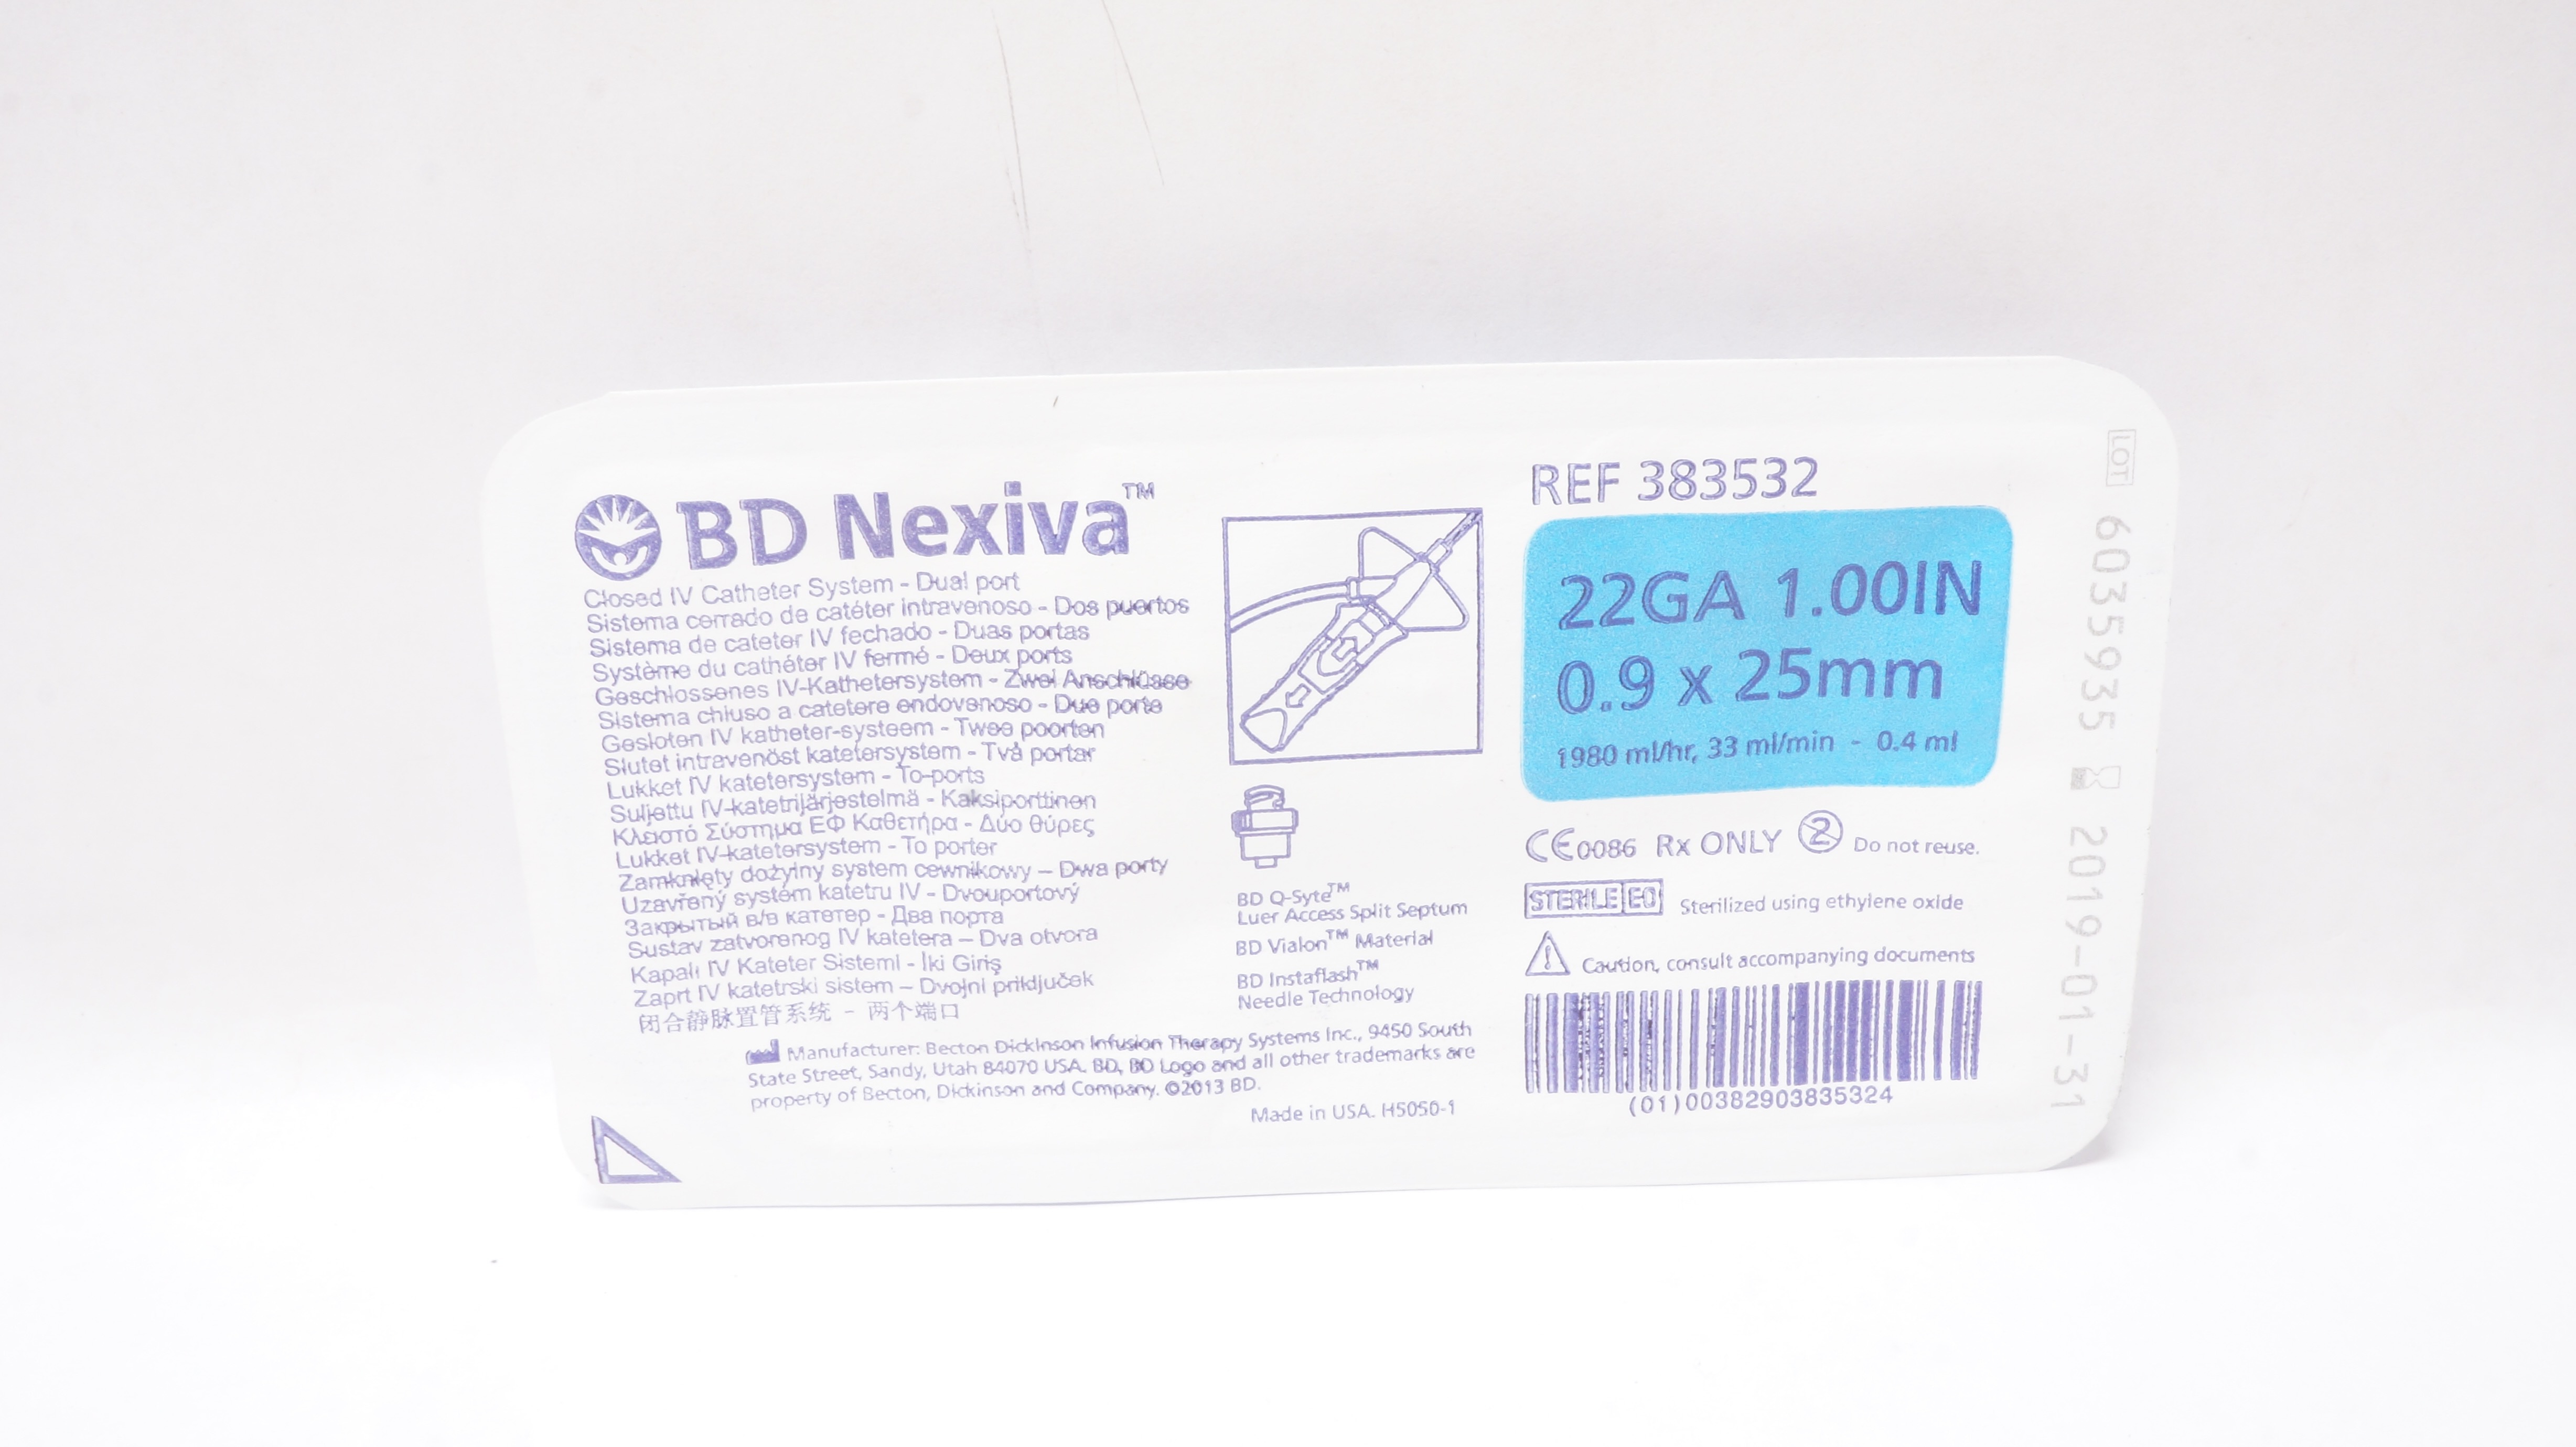 BD Nexiva™
Closed IV Catheter System - Dual port
Sistema cerrado de catéter intravenoso - Dos puertos
Sistema de cateter IV fechado - Duas portas
Système du cathéter IV fermé - Deux ports
Geschlossenes IV-Kathetersystem - Zwei Anschlüsse
Sistema chiuso a catetere endovenoso - Due porte
Gesloten IV katheter-systeem - Twee poorten
Slutet intravenöst katetersystem - Två portar
Lukket IV katetersystem - To-ports
Suljettu IV-katetrijärjestelmä - Kaksiporttinen
Κλειστό Σύστημα ΕΦ Καθετήρα - Δύο θύρες
Lukket IV-katetersystem - To porter
Zamknięty dożylny system cewnikowy – Dwa porty
Uzavřený systém katetru IV - Dvouportový
Закрытый в/в катетер - Два порта
Sustav zatvorenog IV katetera – Dva otvora
Kapalı IV Kateter Sistemi - İki Giriş
Zaprt IV katetrski sistem – Dvojni priključek
闭合静脉置管系统 - 两个端口
Manufacturer: Becton Dickinson Infusion Therapy Systems Inc., 9450 South
State Street, Sandy, Utah 84070 USA. BD, BD Logo and all other trademarks are
property of Becton, Dickinson and Company. ©2013 BD.
Made in USA. H5050-1
BD Q-Syte™
Luer Access Split Septum
BD Vialon™ Material
BD Instaflash™
Needle Technology
REF 383532
22GA 1.00IN
0.9 x 25mm
1980 ml/hr, 33 ml/min - 0.4 ml
CE0086 Rx ONLY 2 Do not reuse.
STERILE EO Sterilized using ethylene oxide
Caution, consult accompanying documents
(01)00382903835324
LOT 6035935 2019-01-31